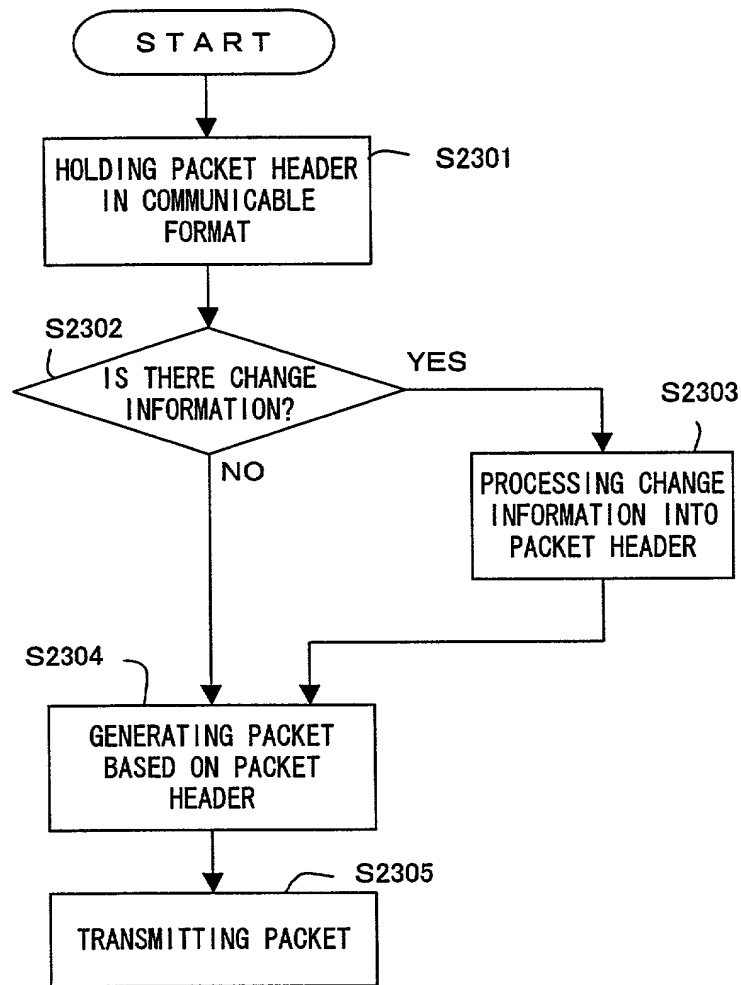 START
HOLDING PACKET HEADER
IN COMMUNICABLE
FORMAT
S2301
S2302
IS THERE CHANGE
INFORMATION?
YES
NO
S2303
PROCESSING CHANGE
INFORMATION INTO
PACKET HEADER
S2304
GENERATING PACKET
BASED ON PACKET
HEADER
S2305
TRANSMITTING PACKET